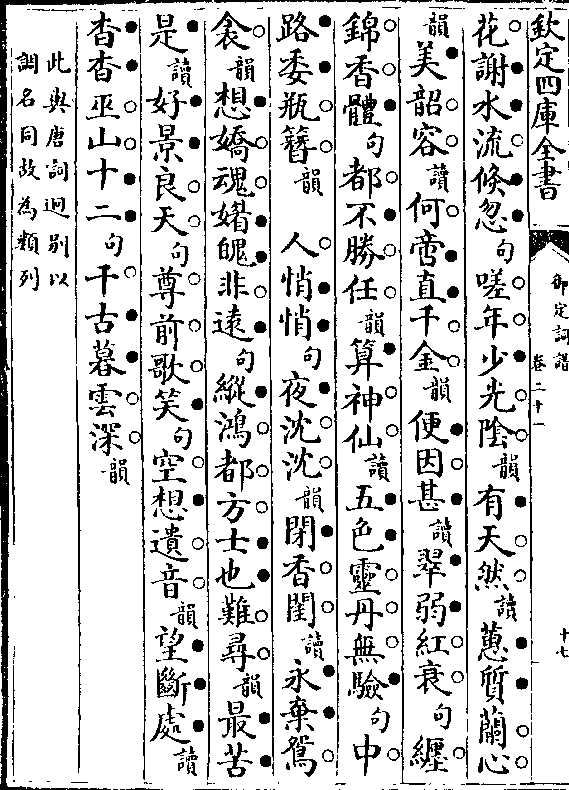 欽定四庫全書
御定詞譜
卷二十一
十七
花謝水流倐忽句嗟年少光陰韻有天然讀蕙質蘭心
韻美韶容讀何啻直千金韻便因甚讀翠弱紅衰句纒
錦香體句都不勝任韻算神仙讀五色靈丹無驗句中
路委瓶簪韻 人悄悄句夜沈沈韻閉香閨讀永棄鴛
衾韻想嬌魂媚魄非遠句縱鴻都方士也難尋韻最苦
是讀好景良天句尊前歌笑句空想遺音韻望斷處讀
杳杳巫山十二句千古暮雲深韻
此與唐詞迥别以
調名同故為類列